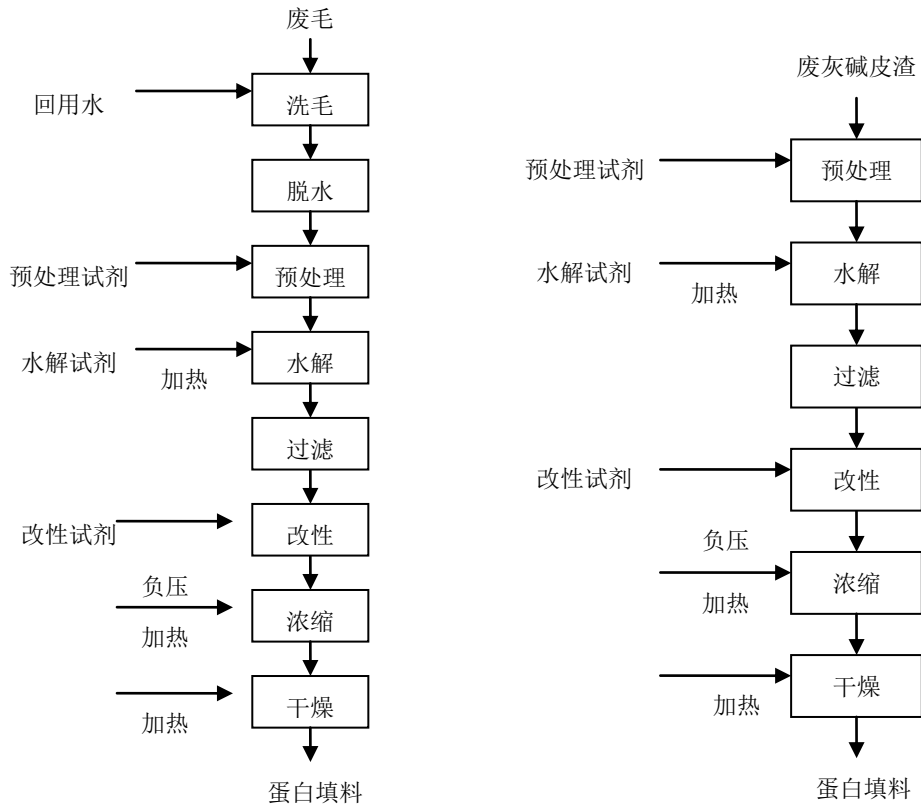 废毛
回用水
洗毛
脱水
预处理试剂
预处理
水解试剂
加热
水解
过滤
改性试剂
改性
负压
加热
浓缩
加热
干燥
蛋白填料
废灰碱皮渣
预处理试剂
预处理
水解试剂
加热
水解
过滤
改性试剂
改性
负压
加热
浓缩
加热
干燥
蛋白填料